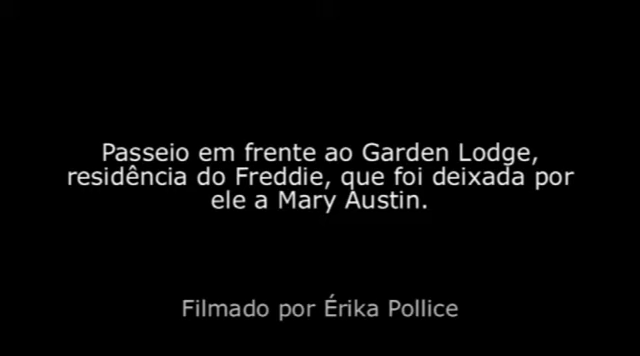 Passeio em frente ao Garden Lodge,
residência do Freddie, que foi deixada por
ele a Mary Austin.
Filmado por Érika Pollice